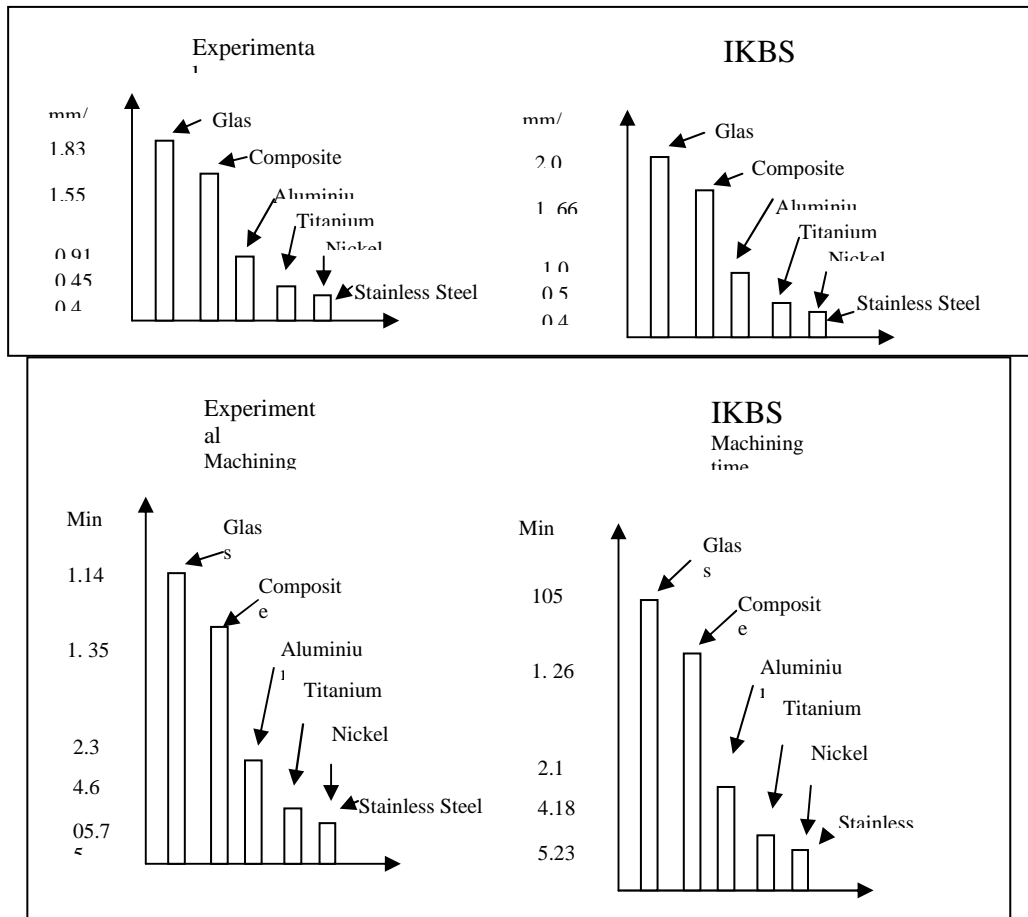 Experimenta
l
mm/
1.83
1.55
0.91
0.45
0.4
Glas
Composite
Aluminiu
Titanium
Nickel
Stainless Steel
IKBS
mm/
2.0
1. 66
1.0
0.5
0.4
Glas
Composite
Aluminiu
Titanium
Nickel
Stainless Steel
Experiment
al
Machining
Min
1.14
1. 35
2.3
4.6
05.7
5
Glas
s
Composit
e
Aluminiu
Titanium
Nickel
Stainless Steel
IKBS
Machining
time
Min
105
1. 26
2.1
4.18
5.23
Glas
s
Composit
e
Aluminiu
Titanium
Nickel
Stainless